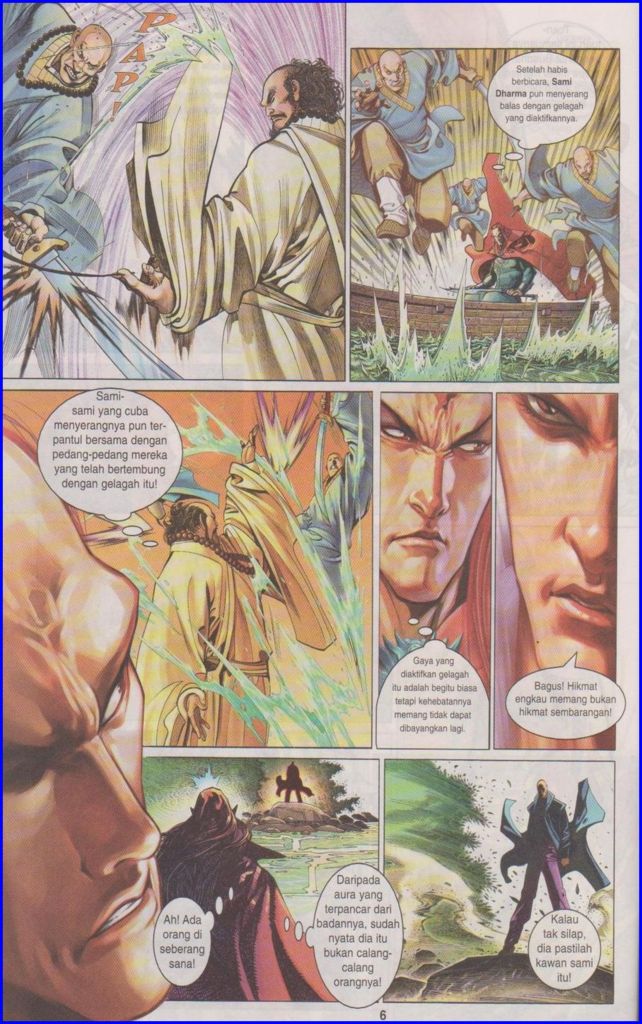 PAP!
Setelah habis
berbicara, Sami
Dharma pun menyerang
balas dengan gelagah
yang diaktifkannya.
Sami-
sami yang cuba
menyerangnya pun ter-
pantul bersama dengan
pedang-pedang mereka
yang telah bertembung
dengan gelagah itu!
Gaya yang
diaktifkan gelagah
itu adalah begitu biasa
tetapi kehebatannya
memang tidak dapat
dibayangkan lagi.
Bagus! Hikmat
engkau memang bukan
hikmat sembarangan!
Ah! Ada
orang di
seberang
sana!
Daripada
aura yang
terpancar dari
badannya, sudah
nyata dia itu
bukan calang-
calang
orangnya!
Kalau
tak silap,
dia pastilah
kawan sami
itu!
6